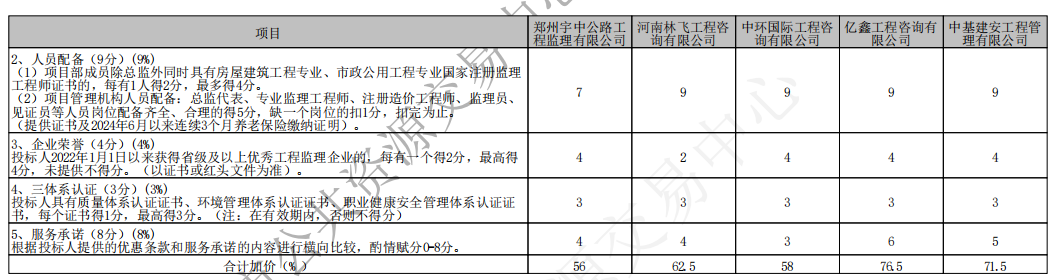 项目 郑州宇中公路工程监理有限公司 河南林飞工程咨询有限公司 中环国际工程咨询有限公司 亿鑫工程咨询有限公司 中基建安工程管理有限公司
2、人员配备（9分）(9%)
（1）项目部成员除总监外同时具有房屋建筑工程专业、市政公用工程专业国家注册监理
工程师证书的，每有1人得2分，最多得4分。
（2）项目管理机构人员配备：总监代表、专业监理工程师、注册造价工程师、监理员、
见证员等人员岗位配备齐全、合理的得5分，缺一个岗位的扣1分，扣完为止。
（提供证书及2024年6月以来连续3个月养老保险缴纳证明）。
7 9 9 9 9
3、企业荣誉（4分）(4%)
投标人2022年1月1日以来获得省级及以上优秀工程监理企业的，每有一个得2分，最高得
4分，未提供不得分。（以证书或红头文件为准）。
4 2 4 4 4
4、三体系认证（3分）(3%)
投标人具有质量体系认证证书、环境管理体系认证证书、职业健康安全管理体系认证证
书，每个证书得1分，最高得3分。（注：在有效期内，否则不得分）
3 3 3 3 3
5、服务承诺（8分）(8%)
根据投标人提供的优惠条款和服务承诺的内容进行横向比较，酌情赋分0-8分。
4 4 3 6 5
合计加价（%） 56 62.5 58 76.5 71.5
公共资源交易中心
源交易中心